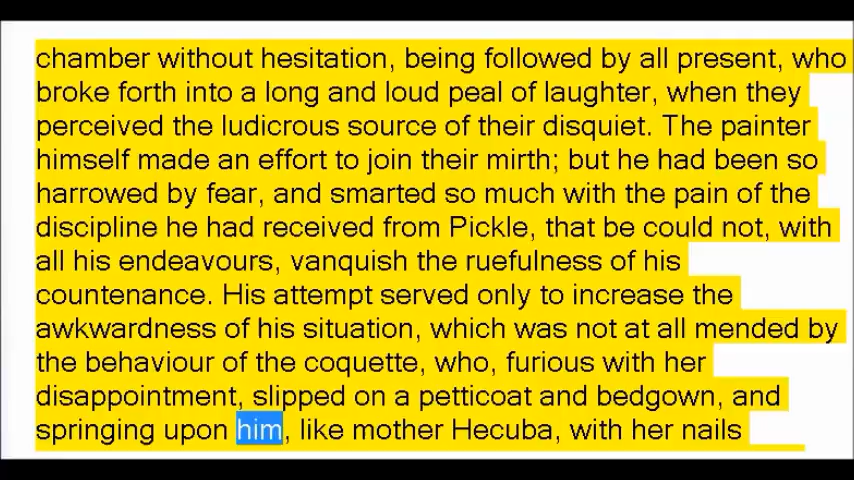 chamber without hesitation, being followed by all present, who
broke forth into a long and loud peal of laughter, when they
perceived the ludicrous source of their disquiet. The painter
himself made an effort to join their mirth; but he had been so
harrowed by fear, and smarted so much with the pain of the
discipline he had received from Pickle, that be could not, with
all his endeavours, vanquish the ruefulness of his
countenance. His attempt served only to increase the
awkwardness of his situation, which was not at all mended by
the behaviour of the coquette, who, furious with her
disappointment, slipped on a petticoat and bedgown, and
springing upon him, like mother Hecuba, with her nails